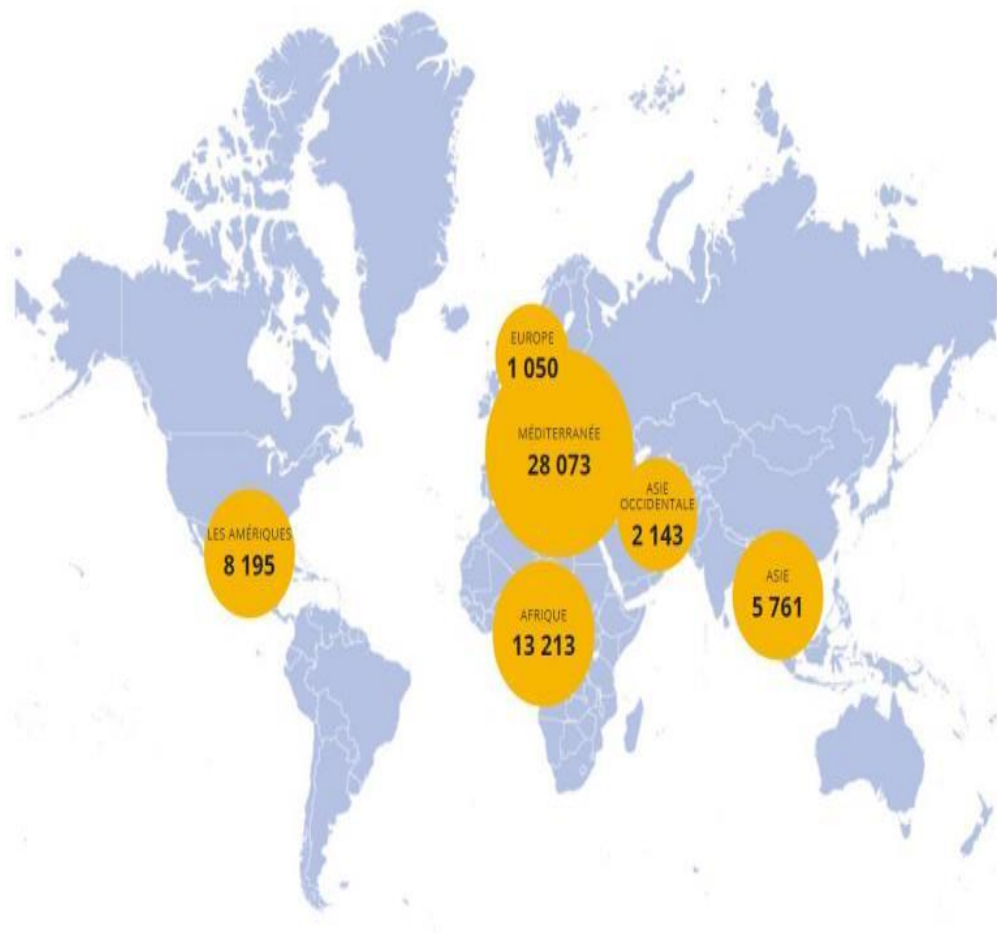 EUROPE
1 050
MÉDITERRANÉE
28 073
ASIE
OCCIDENTALE
2 143
LES AMÉRIQUES
8 195
ASIE
5 761
AFRIQUE
13 213